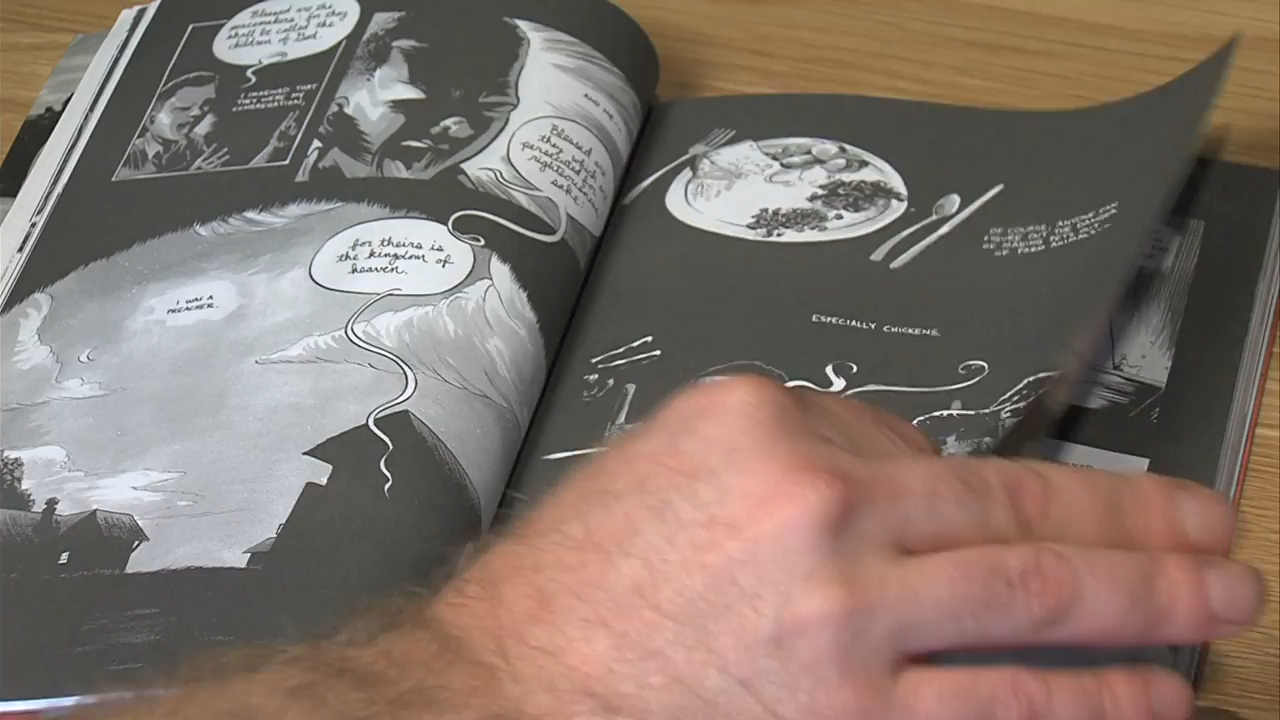 Blessed are the
peacemakers: for they
shall be called the
children of God.
I IMAGINED THAT
THEY WERE MY
CONGREGATION,
AND ME
Blessed are
they which are
persecuted for
righteousness'
sake:
for theirs is
the kingdom of
heaven.
I WAS A
PREACHER.
OF COURSE, ANYONE CAN
FIGURE OUT THE DANGER
OF MAKING PETS OUT
OF FARM ANIMALS—
ESPECIALLY CHICKENS.